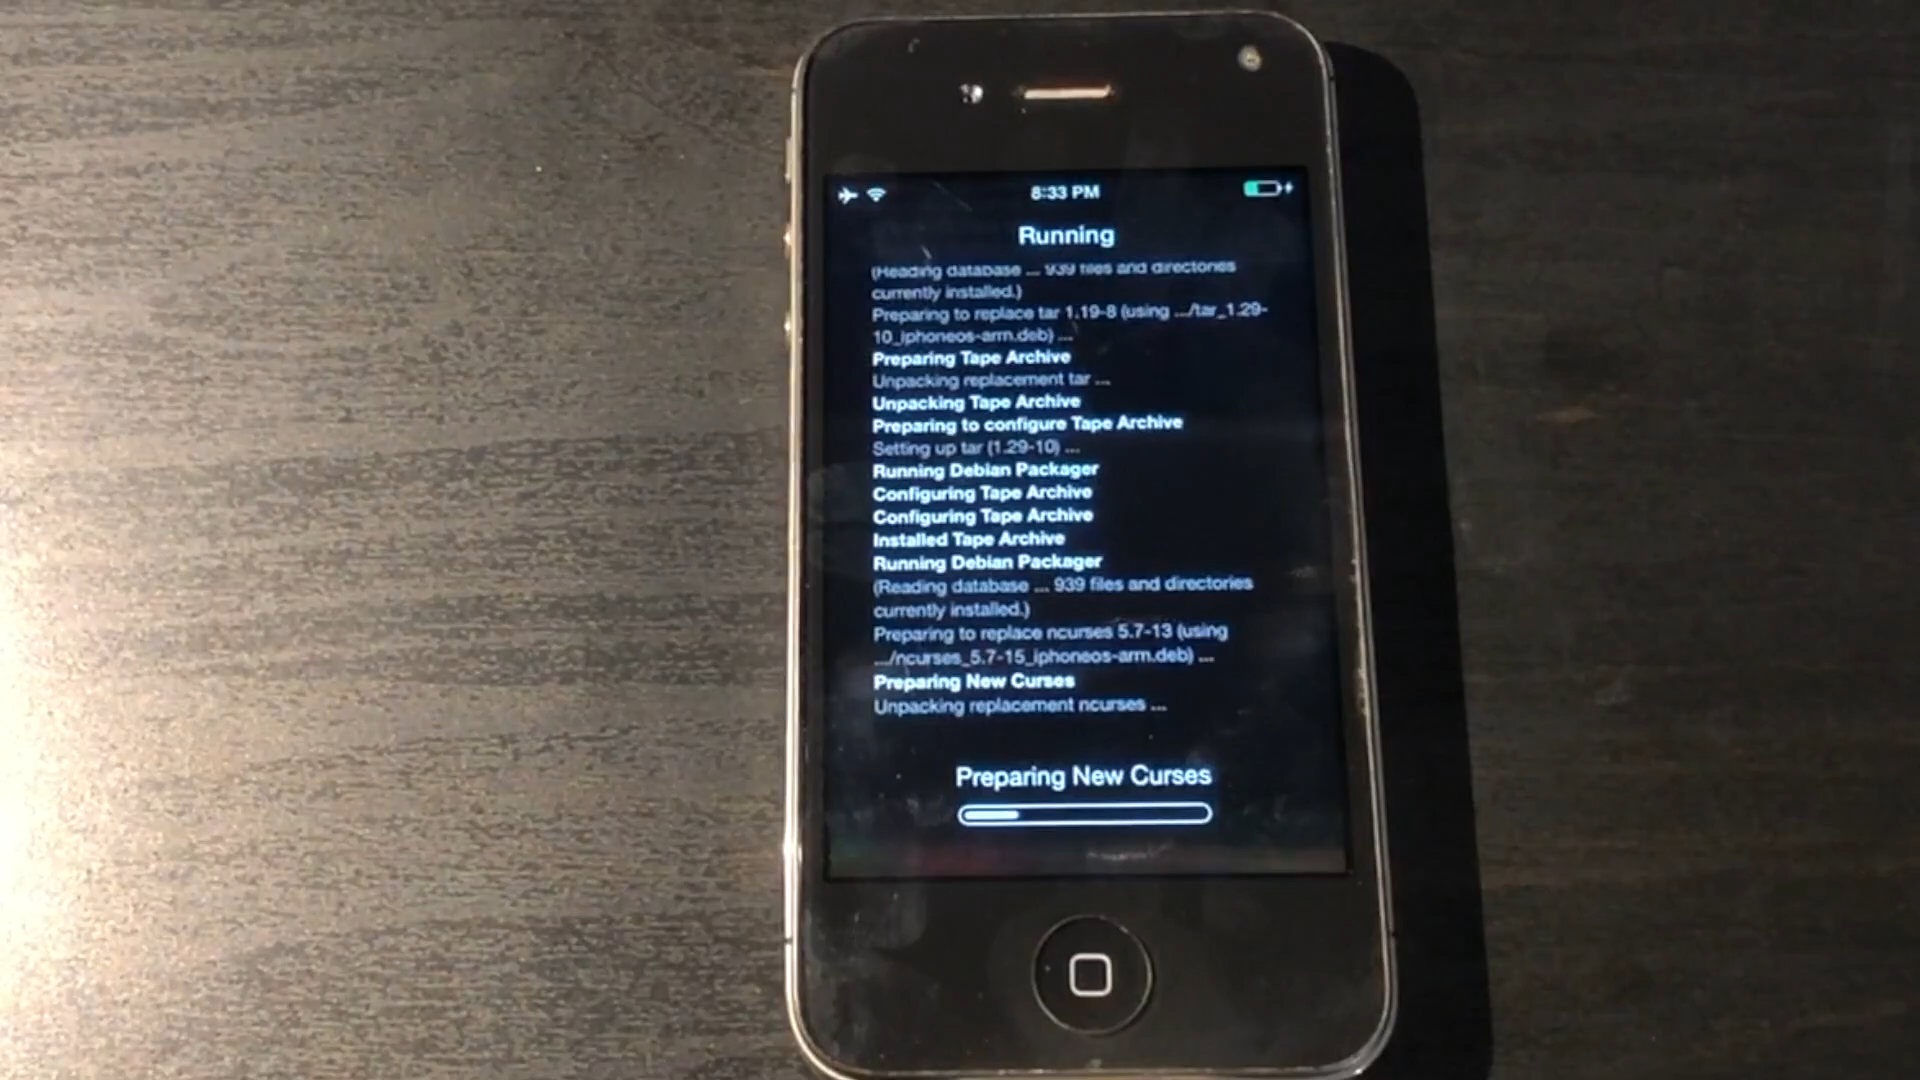 8:33 PM
Running
(Reading database ... 939 files and directories
currently installed.)
Preparing to replace tar 1.19-8 (using .../tar_1.29-
10_iphoneos-arm.deb) ...
Preparing Tape Archive
Unpacking replacement tar ...
Unpacking Tape Archive
Preparing to configure Tape Archive
Setting up tar (1.29-10) ...
Running Debian Packager
Configuring Tape Archive
Configuring Tape Archive
Installed Tape Archive
Running Debian Packager
(Reading database ... 939 files and directories
currently installed.)
Preparing to replace ncurses 5.7-13 (using
.../ncurses_5.7-15_iphoneos-arm.deb) ...
Preparing New Curses
Unpacking replacement ncurses ...
Preparing New Curses